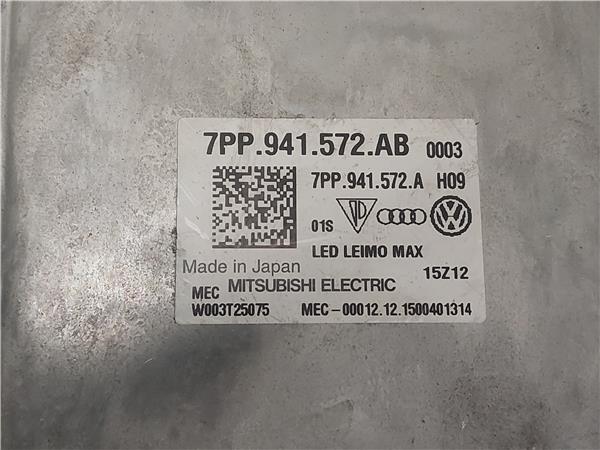 7PP.941.572.AB 0003
7PP.941.572.A H09
01S
LED LEIMO MAX
Made in Japan 15Z12
MEC MITSUBISHI ELECTRIC
W003T25075 MEC-00012.12.1500401314